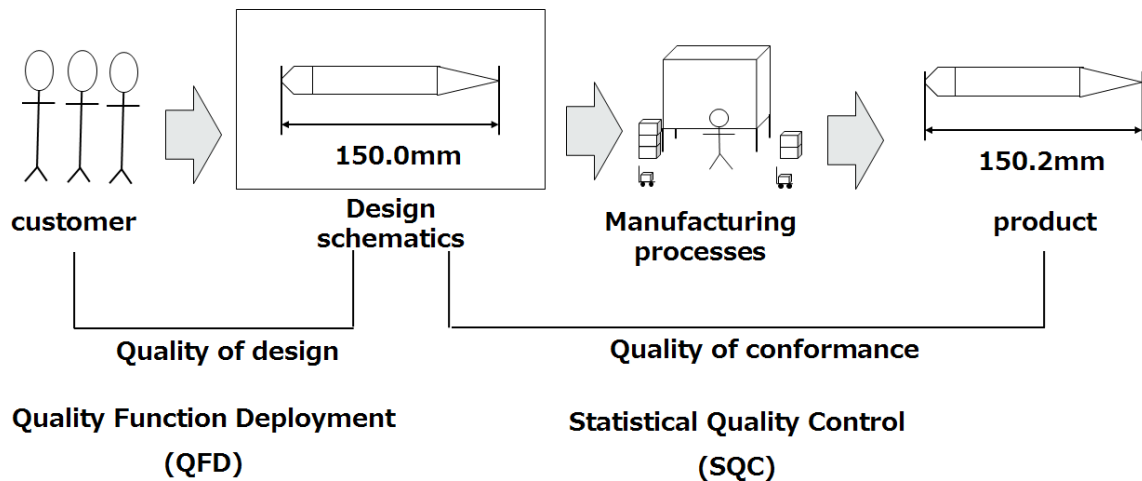 150.0mm
150.2mm
customer
Design
schematics
Manufacturing
processes
product
Quality of design
Quality of conformance
Quality Function Deployment
(QFD)
Statistical Quality Control
(SQC)